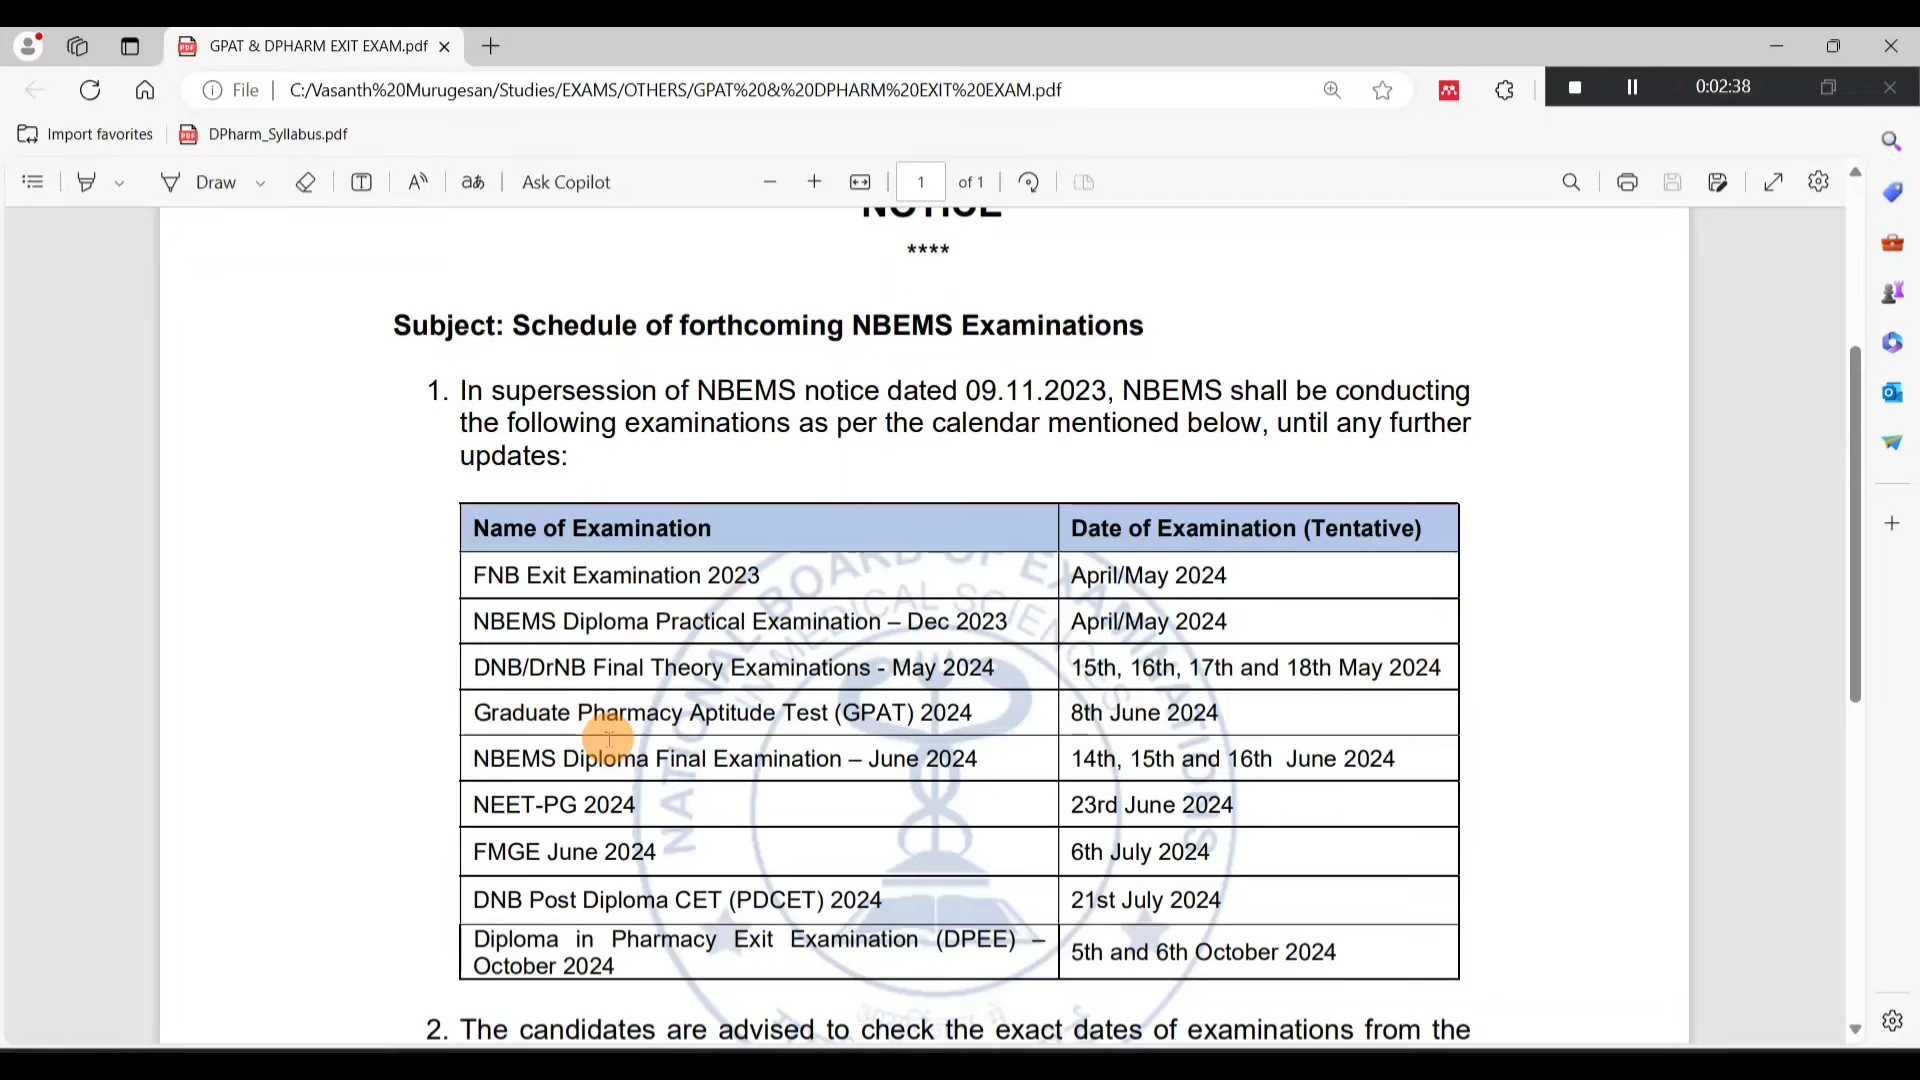 GPAT & DPHARM EXIT EXAM.pdf
File C:/Vasanth%20Murugesan/Studies/EXAMS/OTHERS/GPAT%20&%20DPHARM%20EXIT%20EXAM.pdf 0:02:38
Import favorites DPharm_Syllabus.pdf
Draw Ask Copilot 1 of 1
NOTICE
****
Subject: Schedule of forthcoming NBEMS Examinations
1. In supersession of NBEMS notice dated 09.11.2023, NBEMS shall be conducting
the following examinations as per the calendar mentioned below, until any further
updates:
Name of Examination Date of Examination (Tentative)
FNB Exit Examination 2023 April/May 2024
NBEMS Diploma Practical Examination – Dec 2023 April/May 2024
DNB/DrNB Final Theory Examinations - May 2024 15th, 16th, 17th and 18th May 2024
Graduate Pharmacy Aptitude Test (GPAT) 2024 8th June 2024
NBEMS Diploma Final Examination – June 2024 14th, 15th and 16th June 2024
NEET-PG 2024 23rd June 2024
FMGE June 2024 6th July 2024
DNB Post Diploma CET (PDCET) 2024 21st July 2024
Diploma in Pharmacy Exit Examination (DPEE) –
October 2024 5th and 6th October 2024
2. The candidates are advised to check the exact dates of examinations from the
NATIONAL BOARD OF EXAMINATIONS
IN MEDICAL SCIENCES